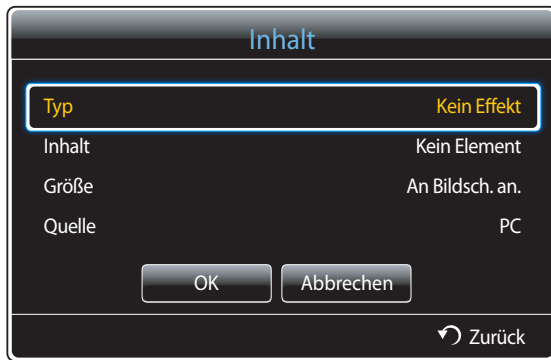 Inhalt
Typ Kein Effekt
Inhalt Kein Element
Größe An Bildsch. an.
Quelle PC
OK Abbrechen
Zurück